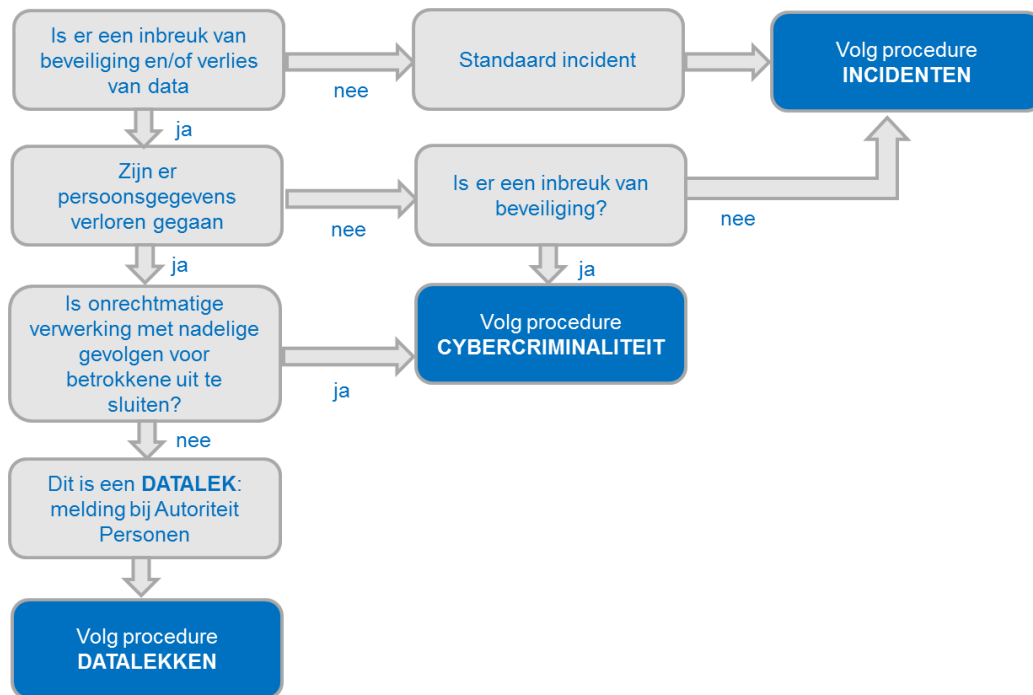 Is er een inbreuk van
beveiliging en/of verlies
van data
nee
Standaard incident
Volg procedure
INCIDENTEN
ja
Zijn er
persoonsgegevens
verloren gegaan
nee
Is er een inbreuk van
beveiliging?
nee
ja
ja
Is onrechtmatige
verwerking met nadelige
gevolgen voor
betrokkene uit te
sluiten?
ja
Volg procedure
CYBERCRIMINALITEIT
nee
Dit is een DATALEK:
melding bij Autoriteit
Personen
Volg procedure
DATALEKKEN